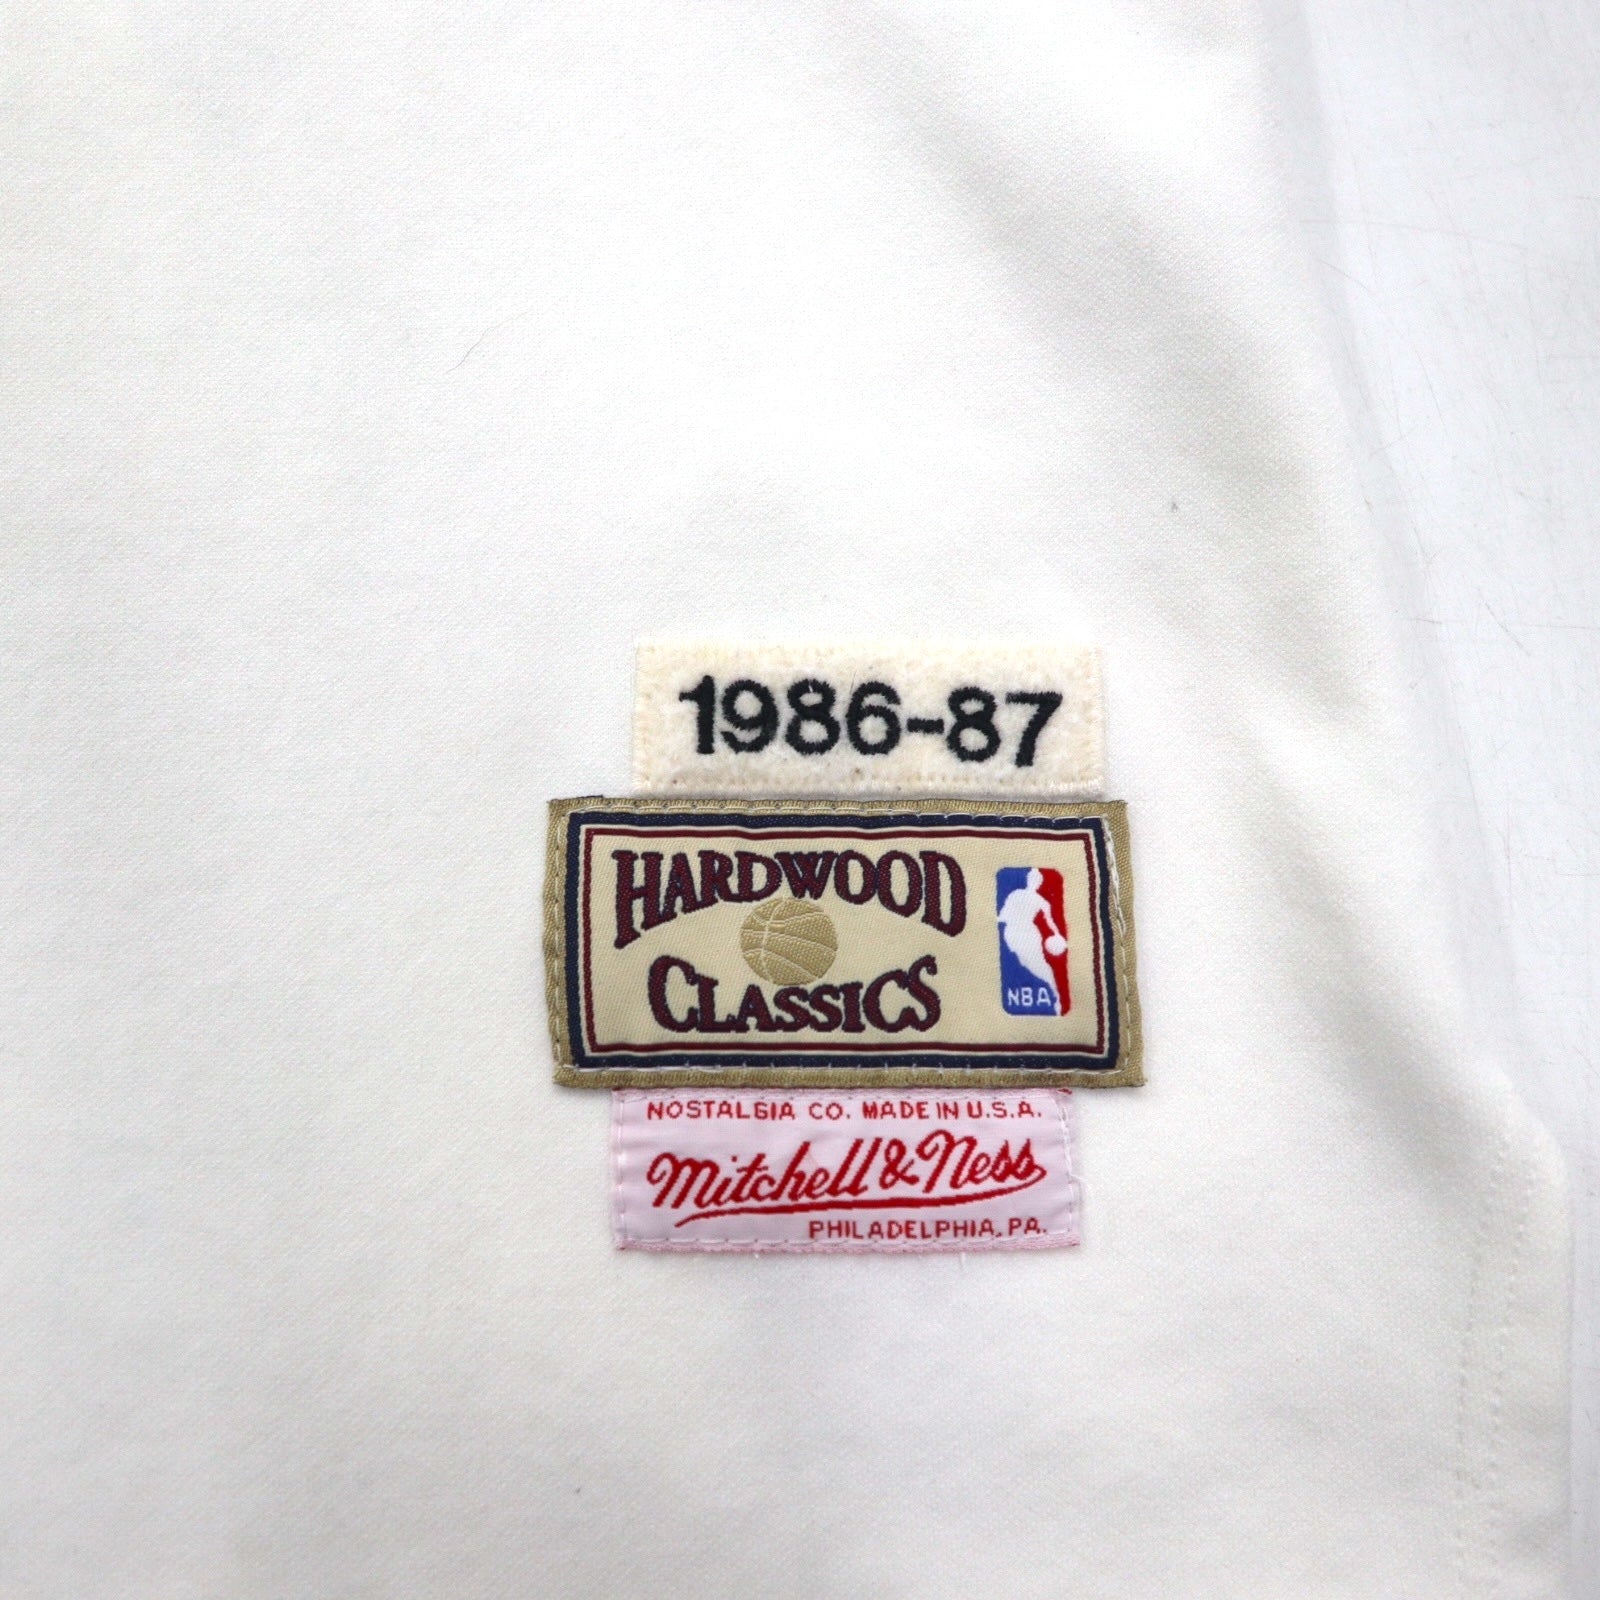 1986-87
HARDWOOD
CLASSICS
NBA
NOSTALGIA CO. MADE IN U.S.A.
Mitchell & Ness
PHILADELPHIA, PA.